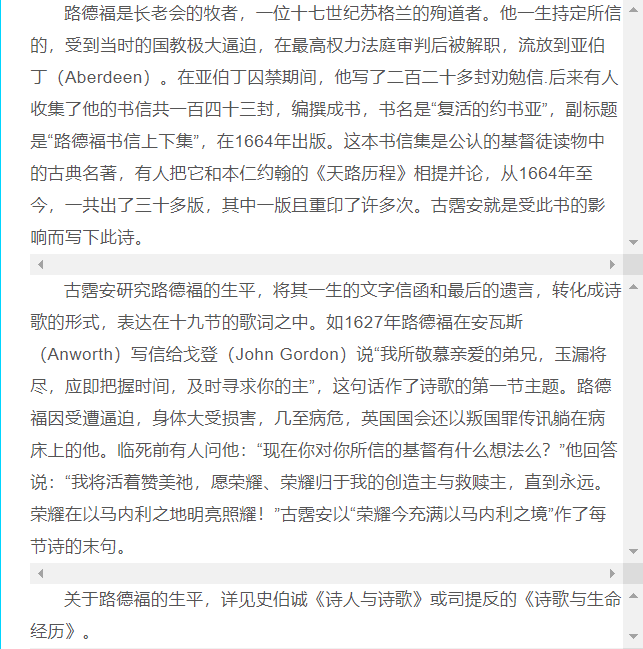 路德福是长老会的牧者，一位十七世纪苏格兰的殉道者。他一生持定所信
的，受到当时的国教极大逼迫，在最高权力法庭审判后被解职，流放到亚伯
丁（Aberdeen）。在亚伯丁囚禁期间，他写了二百二十多封劝勉信.后来有人
收集了他的书信共一百四十三封，编撰成书，书名是“复活的约书亚”，副标题
是“路德福书信上下集”，在1664年出版。这本书信集是公认的基督徒读物中
的古典名著，有人把它和本仁约翰的《天路历程》相提并论，从1664年至
今，一共出了三十多版，其中一版且重印了许多次。古霑安就是受此书的影
响而写下此诗。
古霑安研究路德福的生平，将其一生的文字信函和最后的遗言，转化成诗
歌的形式，表达在十九节的歌词之中。如1627年路德福在安瓦斯
（Anworth）写信给戈登（John Gordon）说“我所敬慕亲爱的弟兄，玉漏将
尽，应即把握时间，及时寻求你的主”，这句话作了诗歌的第一节主题。路德
福因受遭逼迫，身体大受损害，几至病危，英国国会还以叛国罪传讯躺在病
床上的他。临死前有人问他：“现在你对你所信的基督有什么想法么？”他回答
说：“我将活着赞美祂，愿荣耀、荣耀归于我的创造主与救赎主，直到永远。
荣耀在以马内利之地明亮照耀！”古霑安以“荣耀今充满以马内利之境”作了每
节诗的末句。
关于路德福的生平，详见史伯诚《诗人与诗歌》或司提反的《诗歌与生命
经历》。